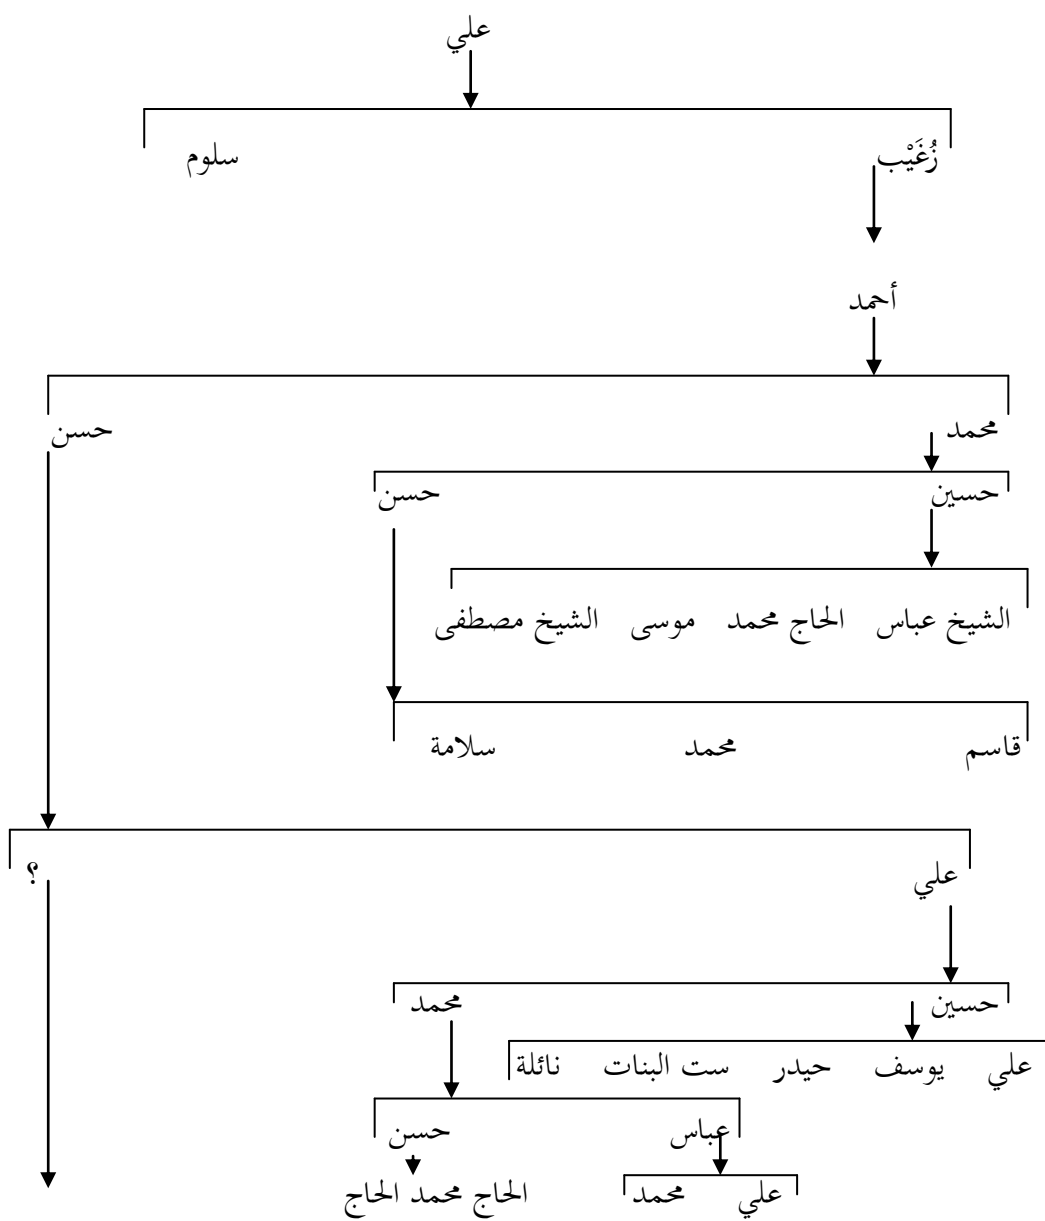 علي
زُغَيْب سلوم
أحمد
محمد حسن
حسين حسن
الشيخ عباس الحاج محمد موسى الشيخ مصطفى
قاسم محمد سلامة
علي ؟
حسين محمد
علي يوسف حيدر ست البنات نائلة
عباس حسن
علي محمد الحاج محمد الحاج